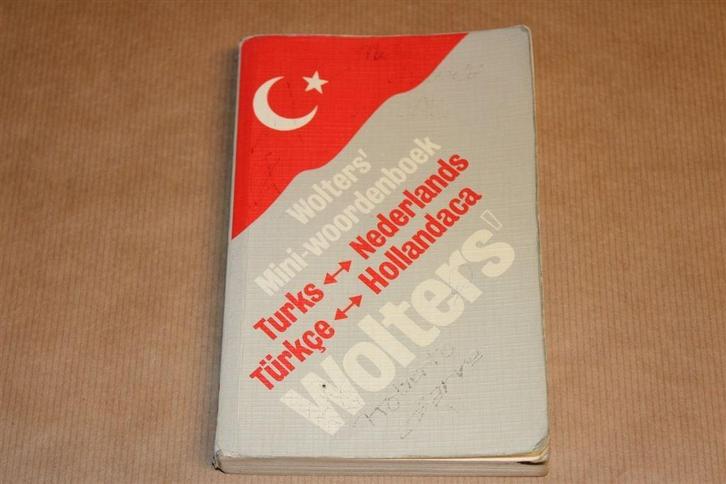 Wolters'
Mini-woordenboek
Turks ↔ Nederlands
Türkçe ↔ Hollandaca
Wolters'